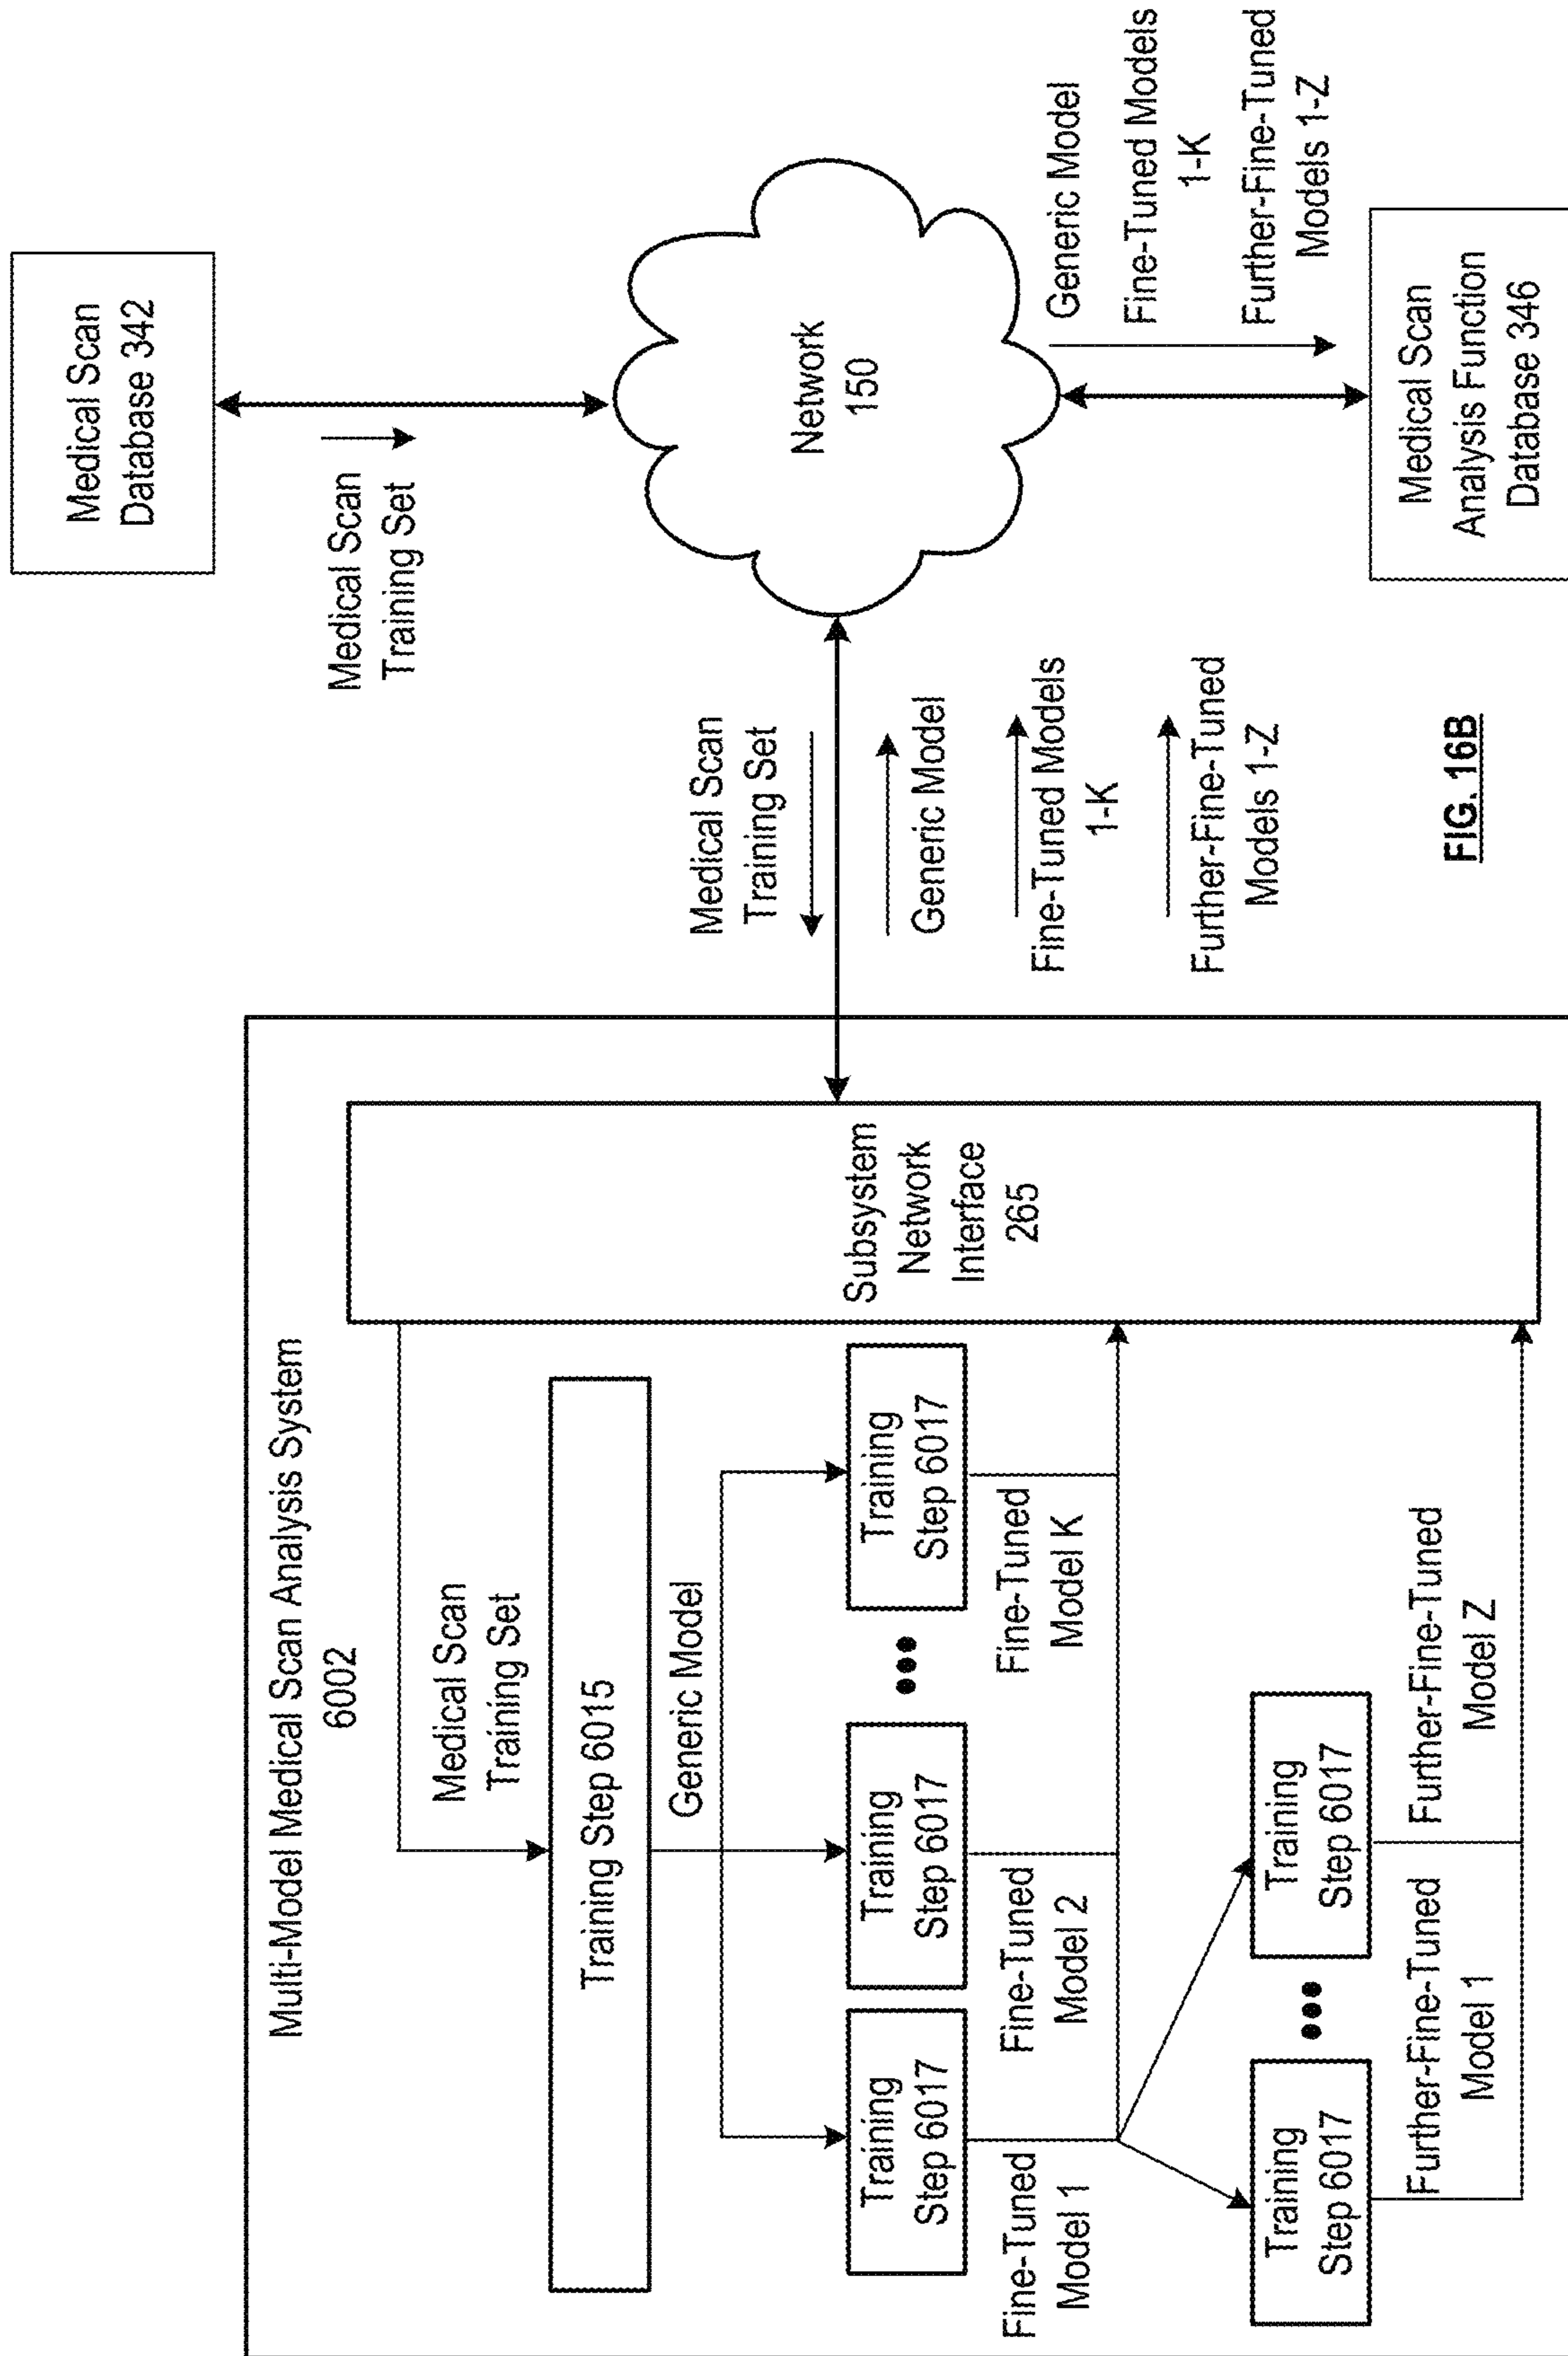 Multi-Model Medical Scan Analysis System
6002
Medical Scan
Training Set
Training Step 6015
Generic Model
Training
Step 6017
Training
Step 6017
•••
Training
Step 6017
Fine-Tuned
Model 1
Fine-Tuned
Model 2
Fine-Tuned
Model K
Training
Step 6017
•••
Training
Step 6017
Further-Fine-Tuned
Model 1
Further-Fine-Tuned
Model Z
Subsystem
Network
Interface
265
Medical Scan
Training Set
Generic Model
Fine-Tuned Models
1-K
Further-Fine-Tuned
Models 1-Z
Medical Scan
Database 342
Medical Scan
Training Set
Network
150
Generic Model
Fine-Tuned Models
1-K
Further-Fine-Tuned
Models 1-Z
Medical Scan
Analysis Function
Database 346
FIG. 16B